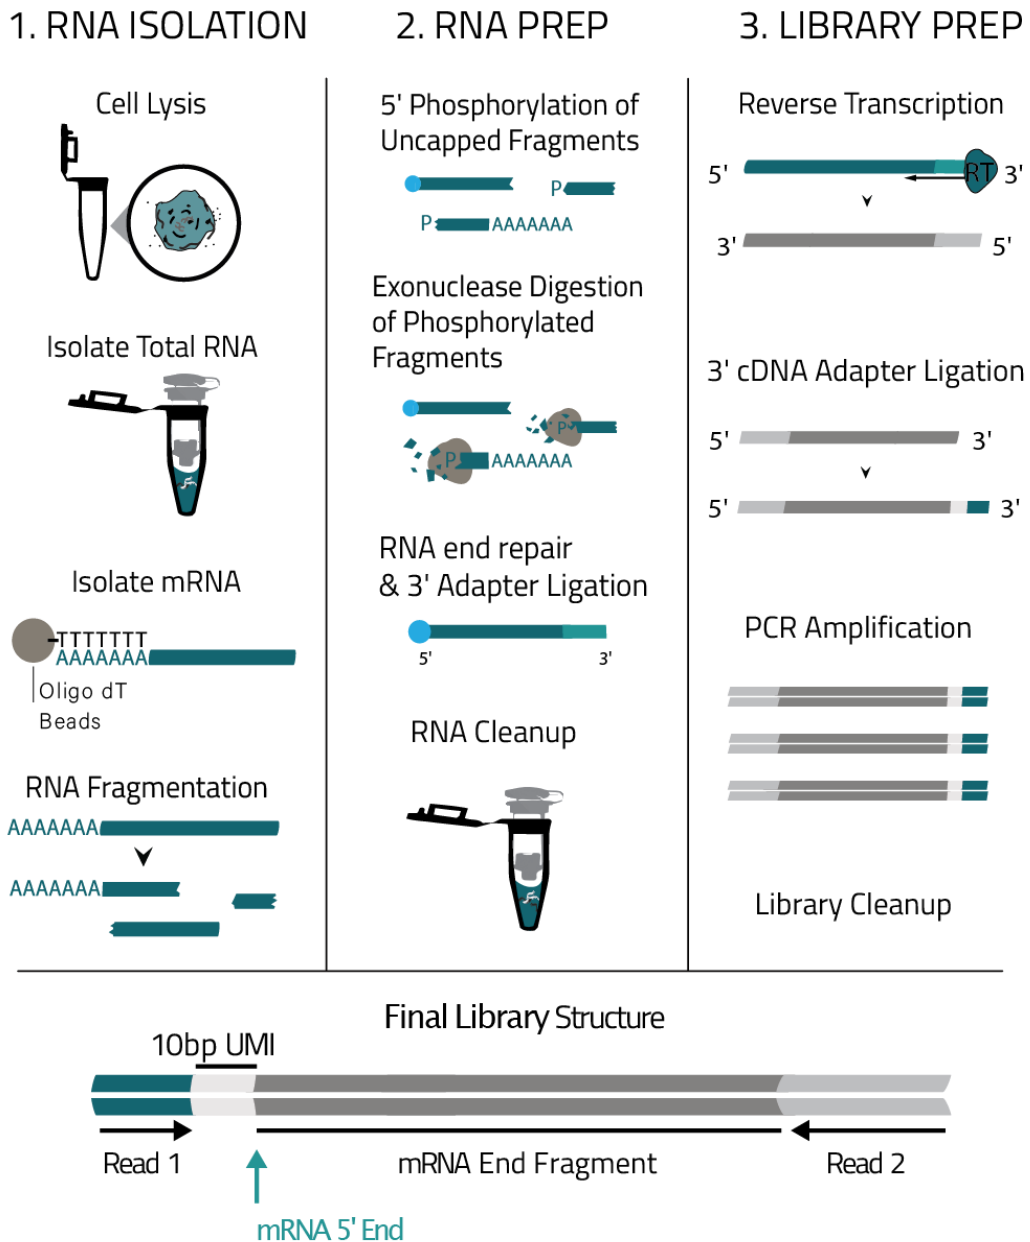 1. RNA ISOLATION
Cell Lysis
Isolate Total RNA
Isolate mRNA
TTTTTTT
AAAAAAA
Oligo dT
Beads
RNA Fragmentation
AAAAAAA
AAAAAAA
2. RNA PREP
5' Phosphorylation of
Uncapped Fragments
P
P AAAAAAA
Exonuclease Digestion
of Phosphorylated
Fragments
P
P AAAAAAA
RNA end repair
& 3' Adapter Ligation
5' 3'
RNA Cleanup
3. LIBRARY PREP
Reverse Transcription
5' RT 3'
3' 5'
3' cDNA Adapter Ligation
5' 3'
5' 3'
PCR Amplification
Library Cleanup
Final Library Structure
10bp UMI
Read 1 mRNA End Fragment Read 2
mRNA 5' End